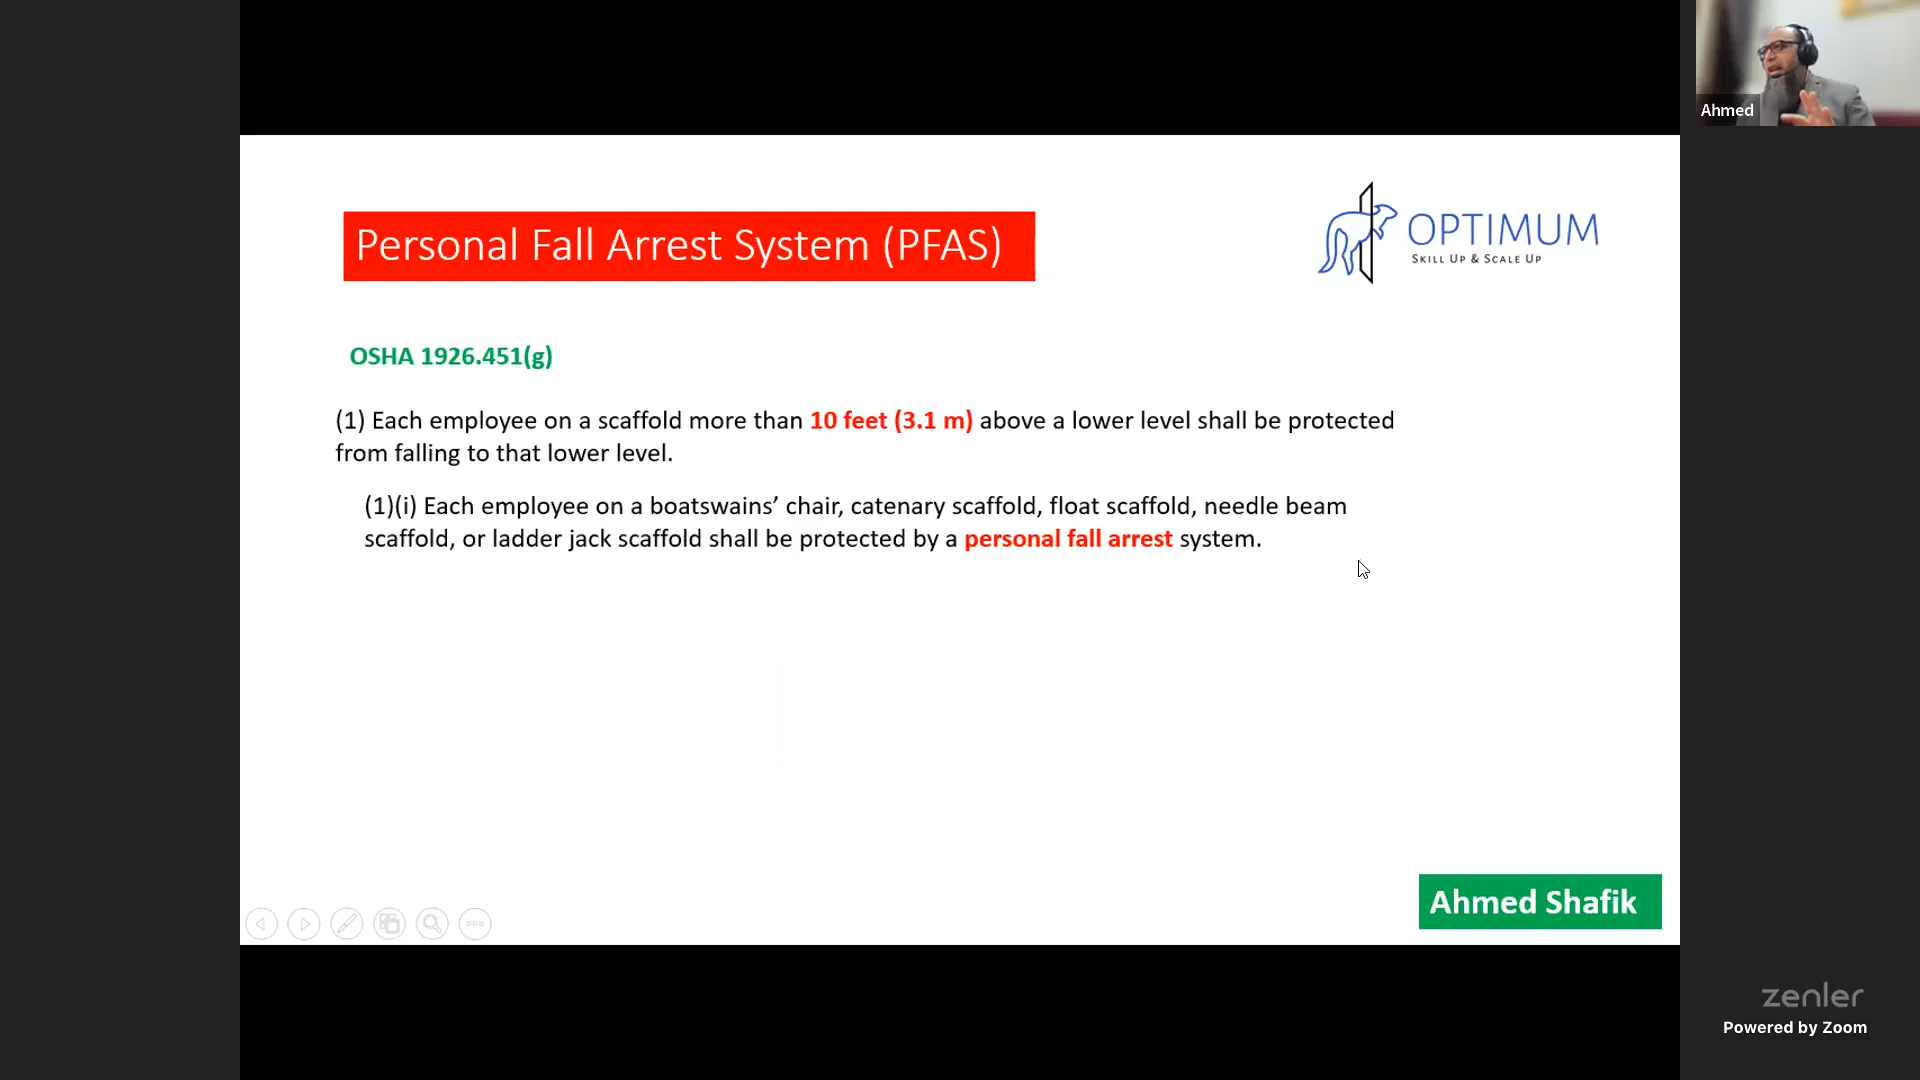 Ahmed
Personal Fall Arrest System (PFAS)
OPTIMUM
SKILL UP & SCALE UP
OSHA 1926.451(g)
(1) Each employee on a scaffold more than 10 feet (3.1 m) above a lower level shall be protected
from falling to that lower level.
(1)(i) Each employee on a boatswains’ chair, catenary scaffold, float scaffold, needle beam
scaffold, or ladder jack scaffold shall be protected by a personal fall arrest system.
Ahmed Shafik
zenler
Powered by Zoom